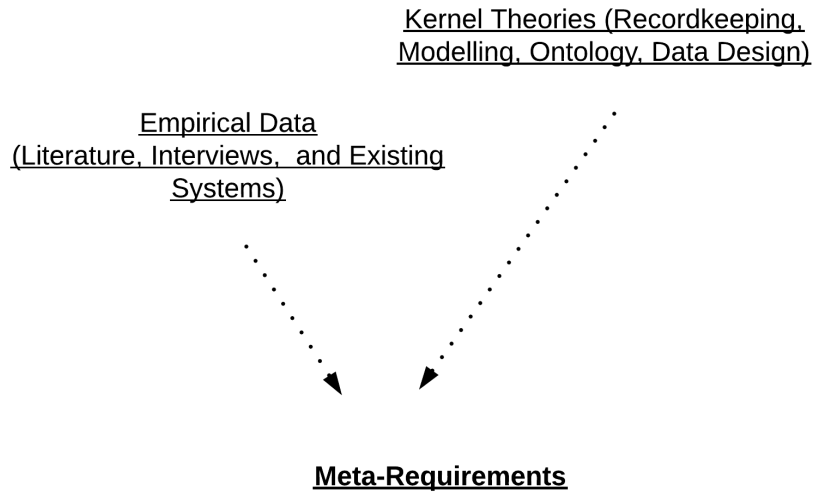 Kernel Theories (Recordkeeping,
Modelling, Ontology, Data Design)
Empirical Data
(Literature, Interviews,  and Existing
Systems)
Meta-Requirements